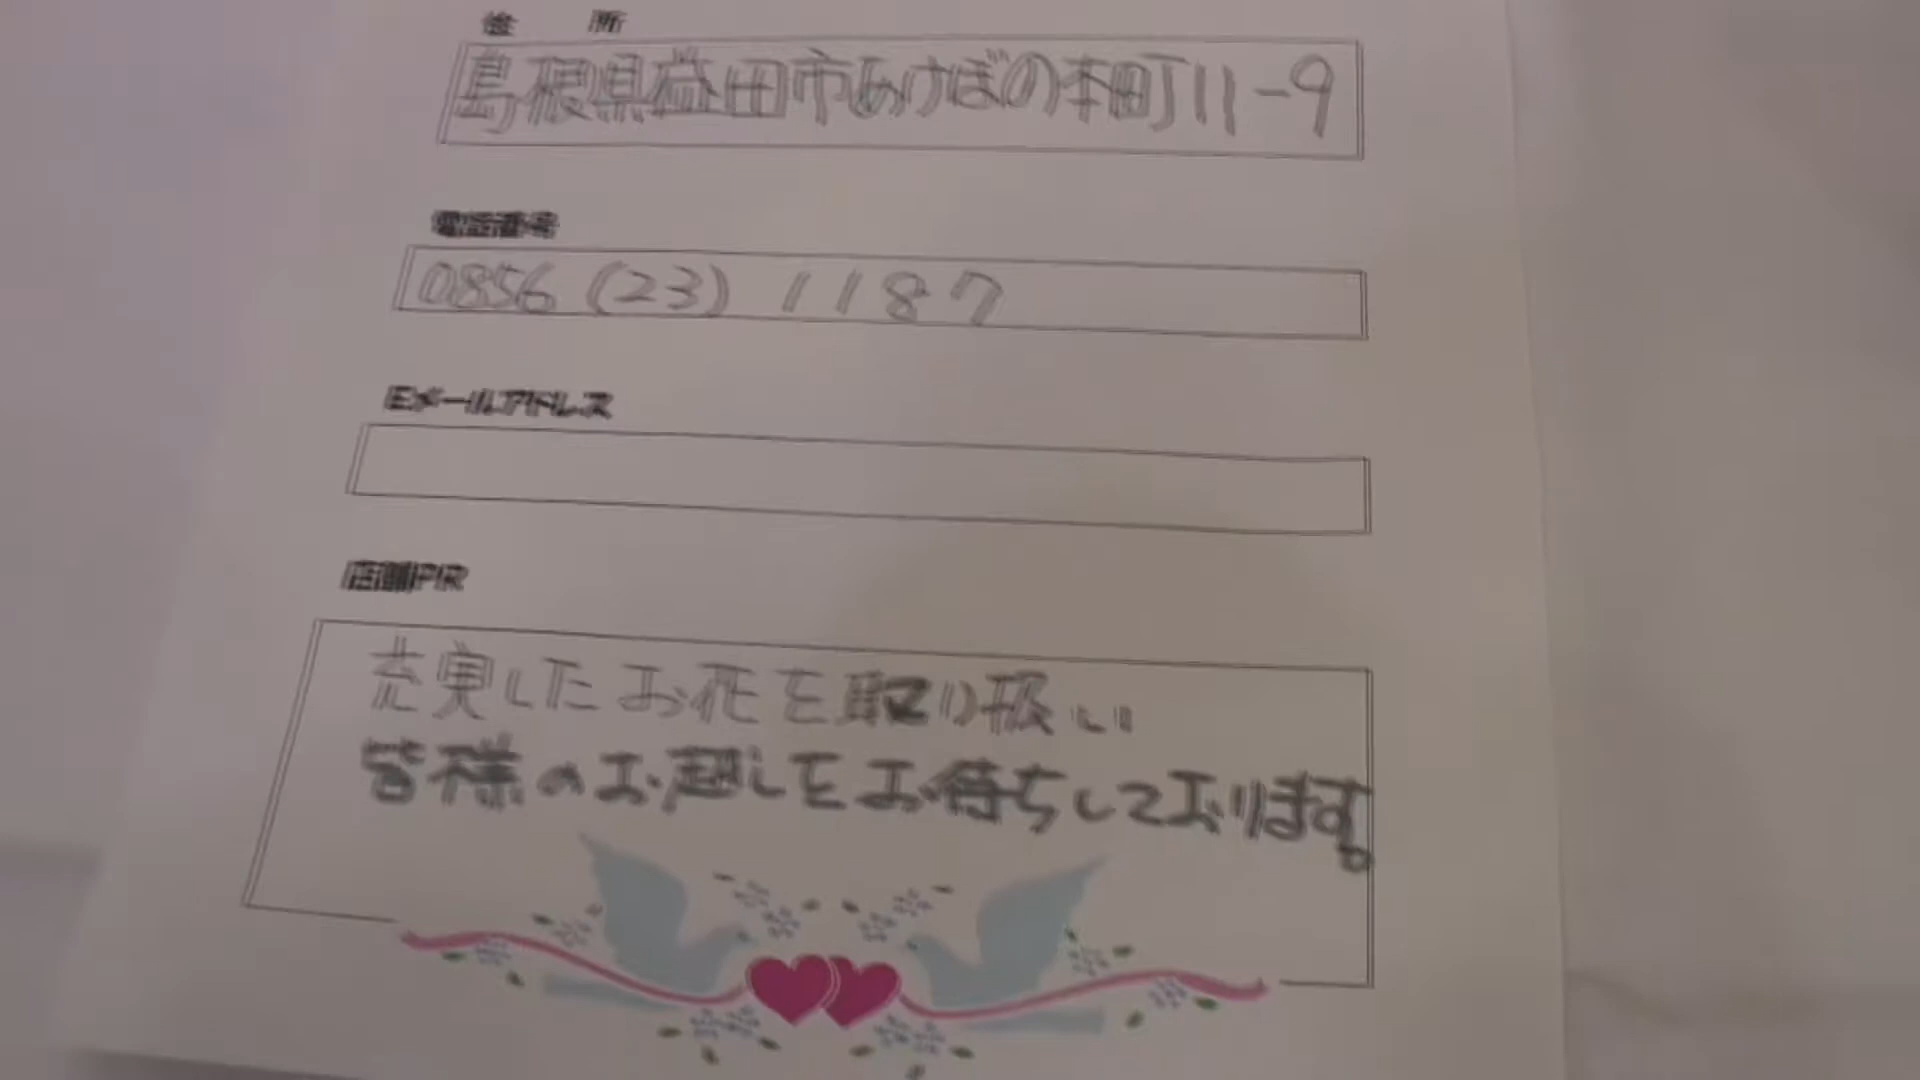 住所
島根県益田市あけぼの本町11-9
電話番号
0856(23)1187
Eメールアドレス
店舗PR
充実したお花を取り扱い
皆様のお越しをお待ちしております。